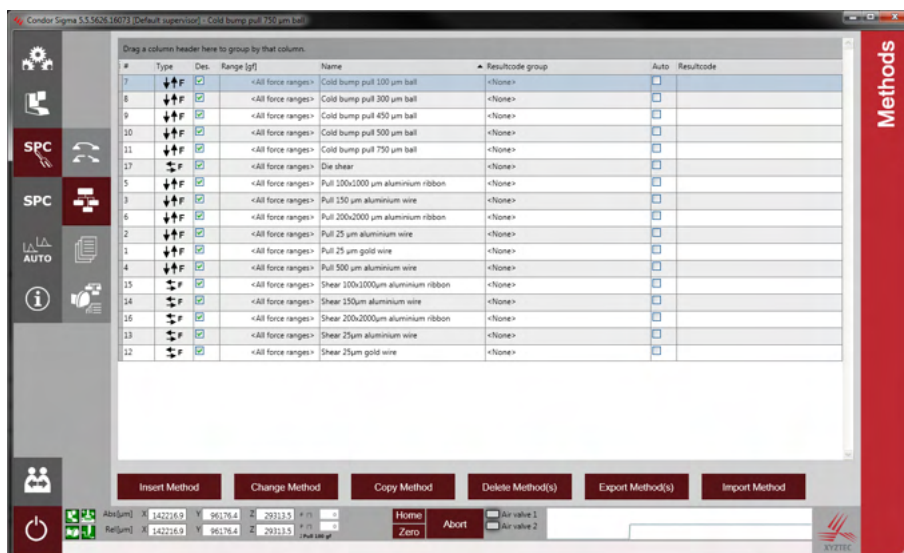 Condor Sigma 5.5.5626.16073 [Default supervisor] - Cold bump pull 750 µm ball
Methods
Drag a column header here to group by that column.
# Type Des. Range [gf] Name Resultcode group Auto Resultcode
7 F <All force ranges> Cold bump pull 100 µm ball <None>
8 F <All force ranges> Cold bump pull 300 µm ball <None>
9 F <All force ranges> Cold bump pull 450 µm ball <None>
10 F <All force ranges> Cold bump pull 500 µm ball <None>
11 F <All force ranges> Cold bump pull 750 µm ball <None>
17 F <All force ranges> Die shear <None>
5 F <All force ranges> Pull 100x1000 µm aluminium ribbon <None>
3 F <All force ranges> Pull 150 µm aluminium wire <None>
6 F <All force ranges> Pull 200x2000 µm aluminium ribbon <None>
2 F <All force ranges> Pull 25 µm aluminium wire <None>
1 F <All force ranges> Pull 25 µm gold wire <None>
4 F <All force ranges> Pull 500 µm aluminium wire <None>
15 F <All force ranges> Shear 100x1000µm aluminium ribbon <None>
14 F <All force ranges> Shear 150µm aluminium wire <None>
16 F <All force ranges> Shear 200x2000µm aluminium ribbon <None>
13 F <All force ranges> Shear 25µm aluminium wire <None>
12 F <All force ranges> Shear 25µm gold wire <None>
SPC
SPC
AUTO
Insert Method Change Method Copy Method Delete Method(s) Export Method(s) Import Method
Abs[µm] X 142216.9 Y 96176.4 Z 29313.5 Home Abort Air valve 1
Rel[µm] X 142216.9 Y 96176.4 Z 29313.5 Zero Air valve 2
Pull 100 gf
XYZTEC